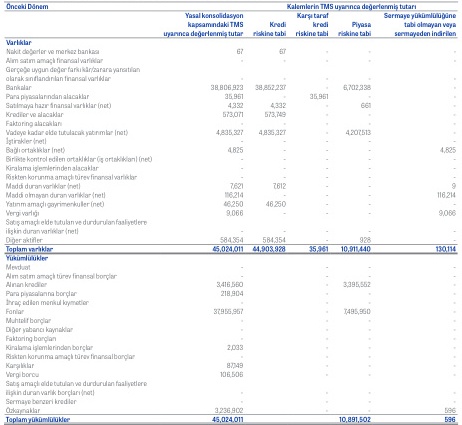 Önceki Dönem Kalemlerin TMS uyarınca değerlenmiş tutarı
Yasal konsolidasyon Karşı taraf Sermaye yükümlülüğüne
kapsamındaki TMS Kredi kredi Piyasa tabi olmayan veya
uyarınca değerlenmiş tutar riskine tabi riskine tabi riskine tabi sermayeden indirilen
Varlıklar
Nakit değerler ve merkez bankası 67 67 - - -
Alım satım amaçlı finansal varlıklar - - - - -
Gerçeğe uygun değer farkı kâr/zarara yansıtılan
olarak sınıflandırılan finansal varlıklar - - - - -
Bankalar 38,806,923 38,852,237 - 6,702,338 -
Para piyasalarından alacaklar 35,961 - 35,961 - -
Satılmaya hazır finansal varlıklar (net) 4,332 4,332 - 661 -
Krediler ve alacaklar 573,071 573,749 - - -
Faktoring alacakları - - - - -
Vadeye kadar elde tutulacak yatırımlar (net) 4,835,327 4,835,327 - 4,207,513 -
İştirakler (net) - - - - -
Bağlı ortaklıklar (net) 4,825 - - - 4,825
Birlikte kontrol edilen ortaklıklar (iş ortaklıkları) (net) - - - - -
Kiralama işlemlerinden alacaklar - - - - -
Riskten korunma amaçlı türev finansal varlıklar - - - - -
Maddi duran varlıklar (net) 7,621 7,612 - - 9
Maddi olmayan duran varlıklar (net) 116,214 - - - 116,214
Yatırım amaçlı gayrimenkuller (net) 46,250 46,250 - - -
Vergi varlığı 9,066 - - - 9,066
Satış amaçlı elde tutulan ve durdurulan faaliyetlere
ilişkin duran varlıklar (net) - - - - -
Diğer aktifler 584,354 584,354 - 928 -
Toplam varlıklar 45,024,011 44,903,928 35,961 10,911,440 130,114
Yükümlülükler
Mevduat - - - -
Alım satım amaçlı türev finansal borçlar - - - -
Alınan krediler 3,416,560 - 3,395,552 -
Para piyasalarına borçlar 218,904 - - -
İhraç edilen menkul kıymetler - - - -
Fonlar 37,955,957 - 7,495,950 -
Muhtelif borçlar - - - -
Diğer yabancı kaynaklar - - - -
Faktoring borçları - - - -
Kiralama işlemlerinden borçlar 2,033 - - -
Riskten korunma amaçlı türev finansal borçlar - - - -
Karşılıklar 87,149 - - -
Vergi borcu 106,506 - - -
Satış amaçlı elde tutulan ve durdurulan faaliyetlere
ilişkin duran varlık borçları (net) - - - -
Sermaye benzeri krediler - - - -
Özkaynaklar 3,236,902 - - 596
Toplam yükümlülükler 45,024,011 10,891,502 596